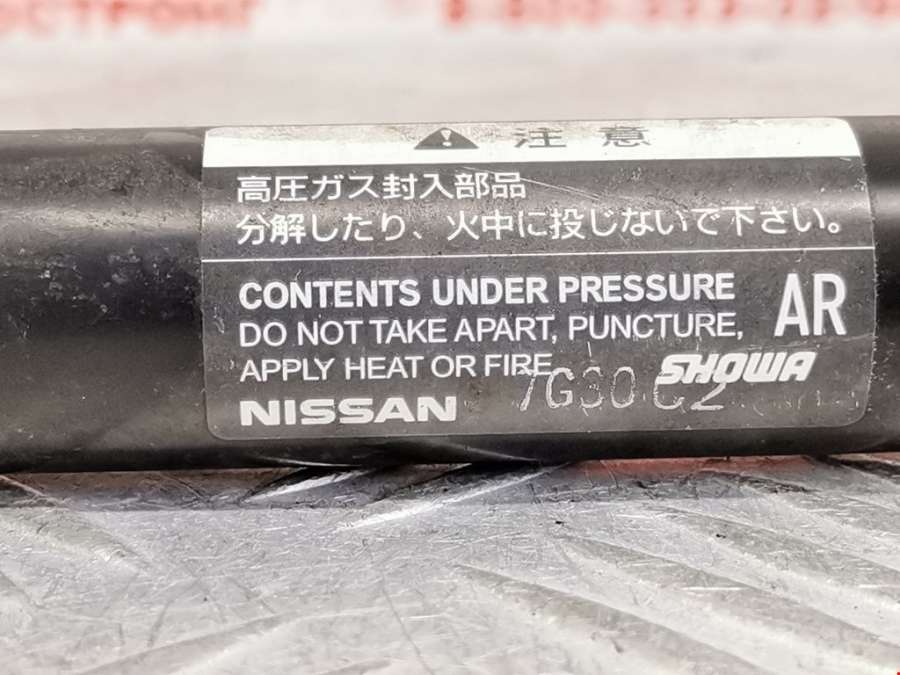 注意
高圧ガス封入部品
分解したり、火中に投じないで下さい。
CONTENTS UNDER PRESSURE
DO NOT TAKE APART, PUNCTURE,
APPLY HEAT OR FIRE
AR
SHOWA
NISSAN
7G30 C2